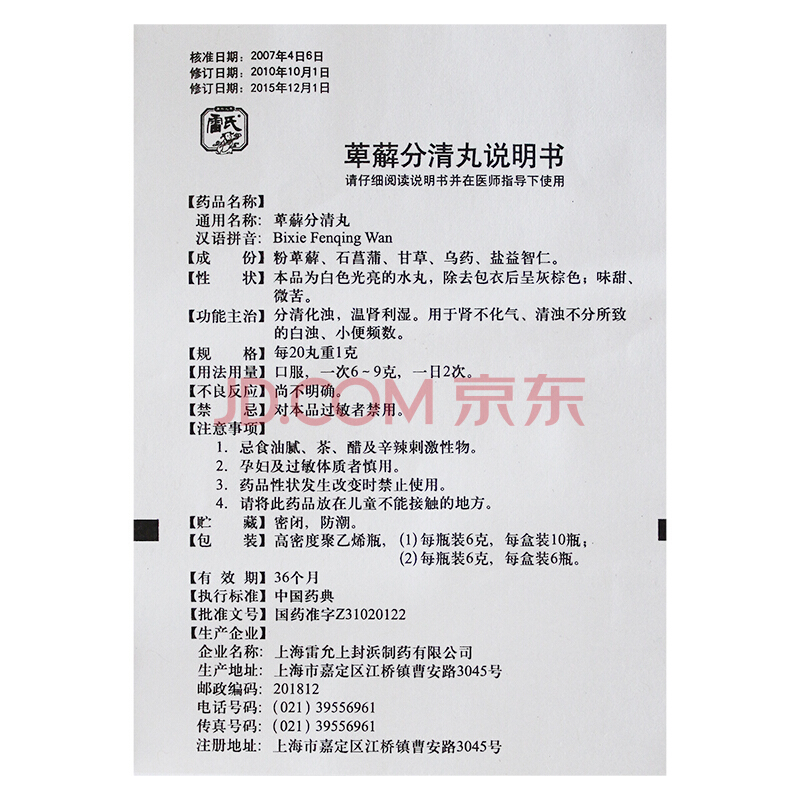 核准日期：2007年4日6日
修订日期：2010年10月1日
修订日期：2015年12月1日
雷氏
萆薢分清丸说明书
请仔细阅读说明书并在医师指导下使用
【药品名称】
通用名称：萆薢分清丸
汉语拼音：Bixie Fenqing Wan
【成　份】粉萆薢、石菖蒲、甘草、乌药、盐益智仁。
【性　状】本品为白色光亮的水丸，除去包衣后呈灰棕色；味甜、
微苦。
【功能主治】分清化浊，温肾利湿。用于肾不化气、清浊不分所致
的白浊、小便频数。
【规　格】每20丸重1克
【用法用量】口服，一次6~9克，一日2次。
【不良反应】尚不明确。
【禁　忌】对本品过敏者禁用。
JD.COM 京东
【注意事项】
1. 忌食油腻、茶、醋及辛辣刺激性物。
2. 孕妇及过敏体质者慎用。
3. 药品性状发生改变时禁止使用。
4. 请将此药品放在儿童不能接触的地方。
【贮　藏】密闭，防潮。
【包　装】高密度聚乙烯瓶，(1)每瓶装6克，每盒装10瓶；
(2)每瓶装6克，每盒装6瓶。
【有 效 期】36个月
【执行标准】中国药典
【批准文号】国药准字Z31020122
【生产企业】
企业名称：上海雷允上封浜制药有限公司
生产地址：上海市嘉定区江桥镇曹安路3045号
邮政编码：201812
电话号码：(021) 39556961
传真号码：(021) 39556961
注册地址：上海市嘉定区江桥镇曹安路3045号